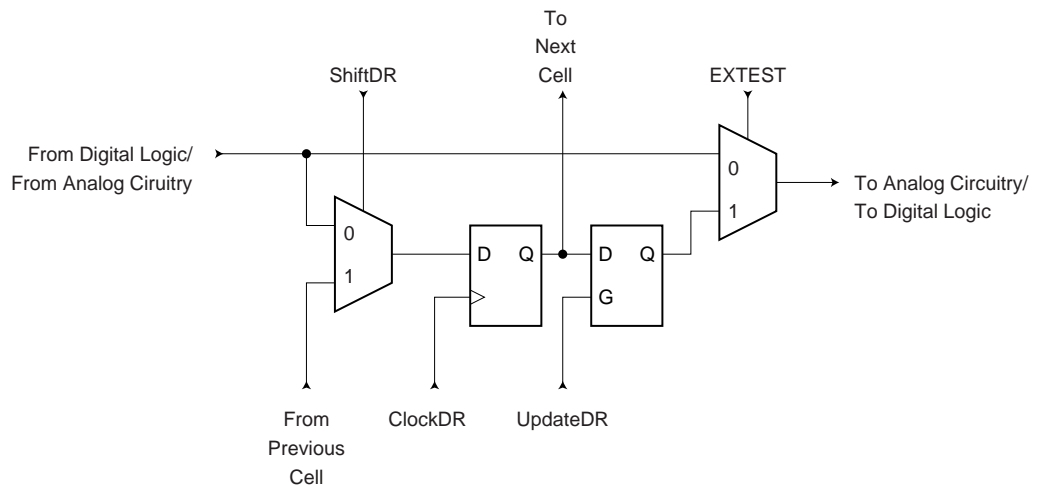 To
Next
Cell
ShiftDR
EXTEST
From Digital Logic/
From Analog Ciruitry
0
1
To Analog Circuitry/
To Digital Logic
0
1
D Q
D Q
G
From
Previous
Cell
ClockDR
UpdateDR